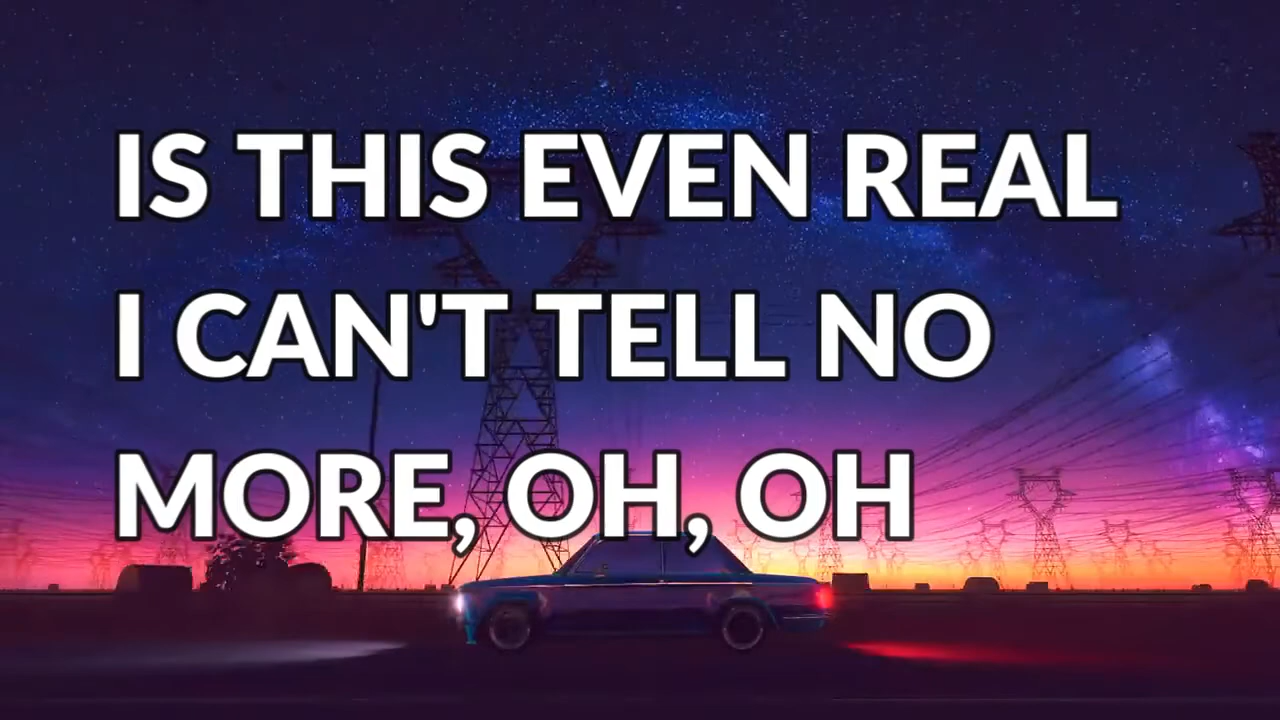 IS THIS EVEN REAL
I CAN'T TELL NO
MORE, OH, OH